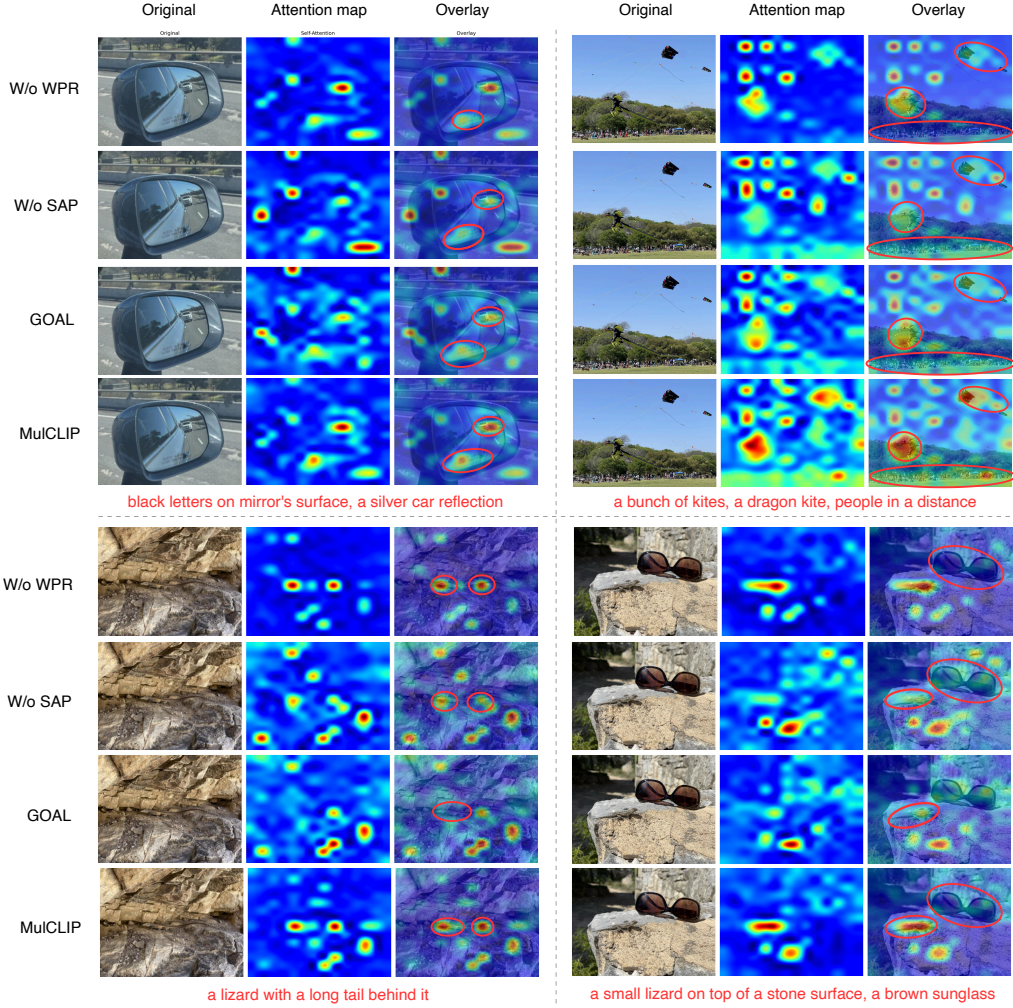 Original Attention map Overlay Original Attention map Overlay
Original Self-Attention Overlay
W/o WPR
W/o SAP
GOAL
MulCLIP
black letters on mirror's surface, a silver car reflection
a bunch of kites, a dragon kite, people in a distance
W/o WPR
W/o SAP
GOAL
MulCLIP
a lizard with a long tail behind it
a small lizard on top of a stone surface, a brown sunglass